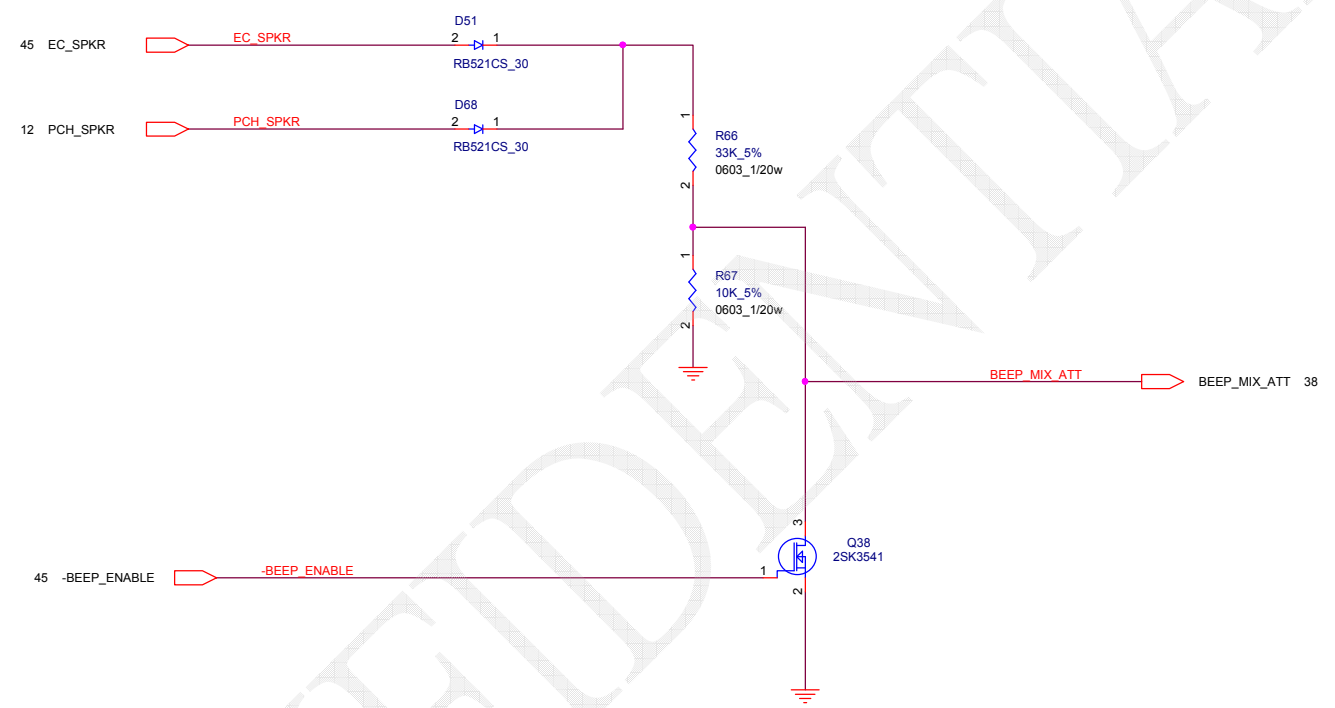 D51
45 EC_SPKR
EC_SPKR
2
1
RB521CS_30
D68
12 PCH_SPKR
PCH_SPKR
2
1
RB521CS_30
1
R66
33K_5%
0603_1/20w
2
1
R67
10K_5%
0603_1/20w
2
BEEP_MIX_ATT
BEEP_MIX_ATT 38
3
Q38
2SK3541
45 -BEEP_ENABLE
-BEEP_ENABLE
1
2
FIDENTIA